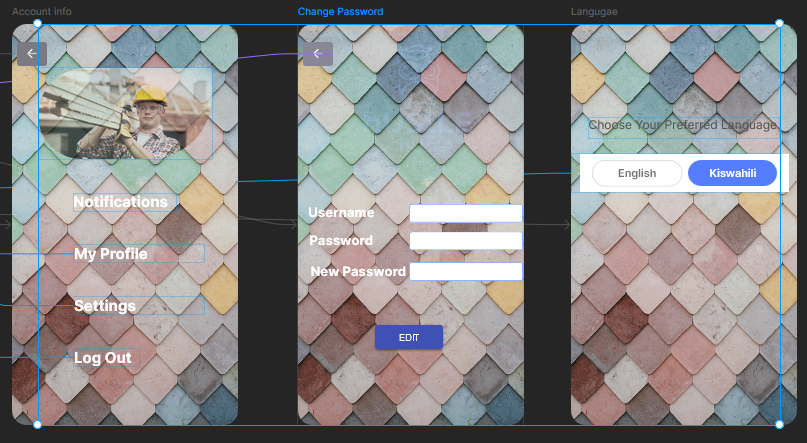 Account info
Change Password
Langugae
Notifications
My Profile
Settings
Log Out
Username
Password
New Password
EDIT
Choose Your Preferred Language
English
Kiswahili